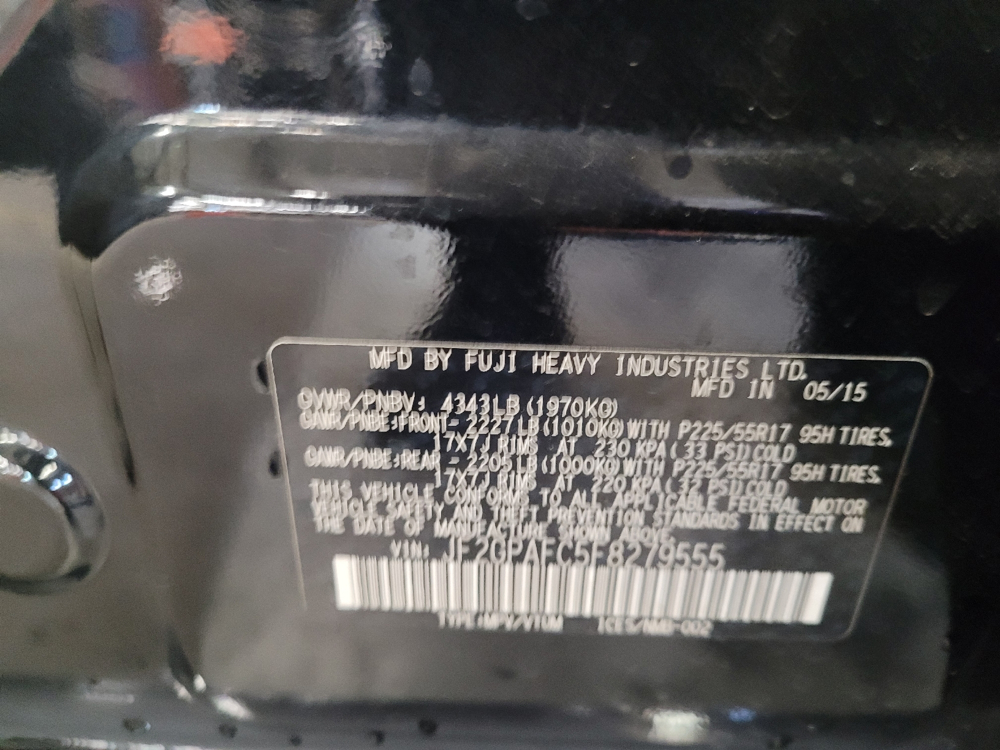 MFD BY FUJI HEAVY INDUSTRIES LTD.
MFD IN 05/15
GVWR/PNBV: 4343LB (1970KG)
GAWR/PNBE:FRONT- 2227LB (1010KG) WITH P225/55R17 95H TIRES,
17X7J RIMS AT 230 KPA (33 PSI) COLD
GAWR/PNBE:REAR - 2205LB (1000KG) WITH P225/55R17 95H TIRES,
17X7J RIMS AT 220 KPA (32 PSI) COLD
THIS VEHICLE CONFORMS TO ALL APPLICABLE FEDERAL MOTOR
VEHICLE SAFETY AND THEFT PREVENTION STANDARDS IN EFFECT ON
THE DATE OF MANUFACTURE SHOWN ABOVE.
VIN: JF2GPAFC5F8279555
TYPE:MPV/VTUM ICES/NMB-002